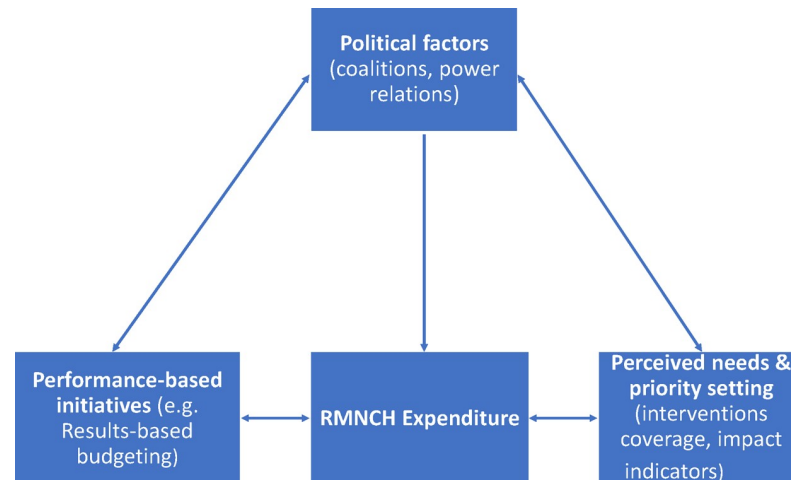 Political factors
(coalitions, power
relations)
Performance-based
initiatives (e.g.
Results-based
budgeting)
RMNCH Expenditure
Perceived needs &
priority setting
(interventions
coverage, impact
indicators)